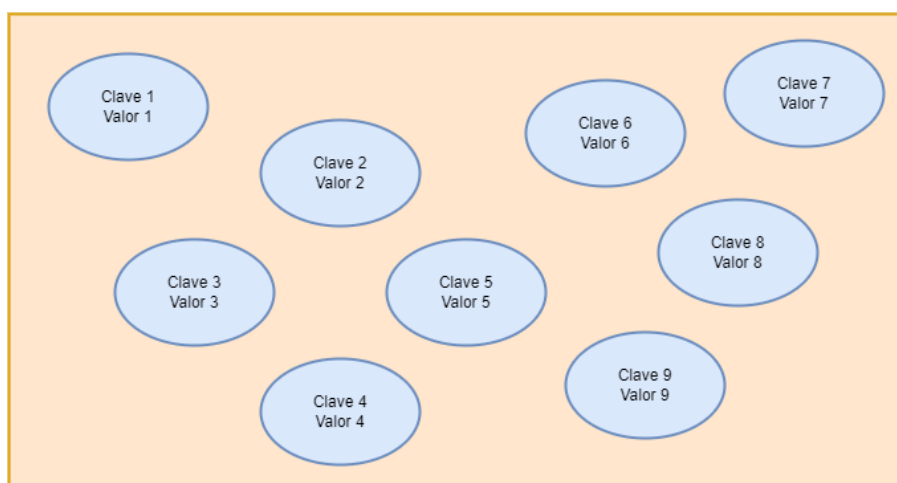 Clave 1
Valor 1
Clave 2
Valor 2
Clave 3
Valor 3
Clave 4
Valor 4
Clave 5
Valor 5
Clave 6
Valor 6
Clave 7
Valor 7
Clave 8
Valor 8
Clave 9
Valor 9